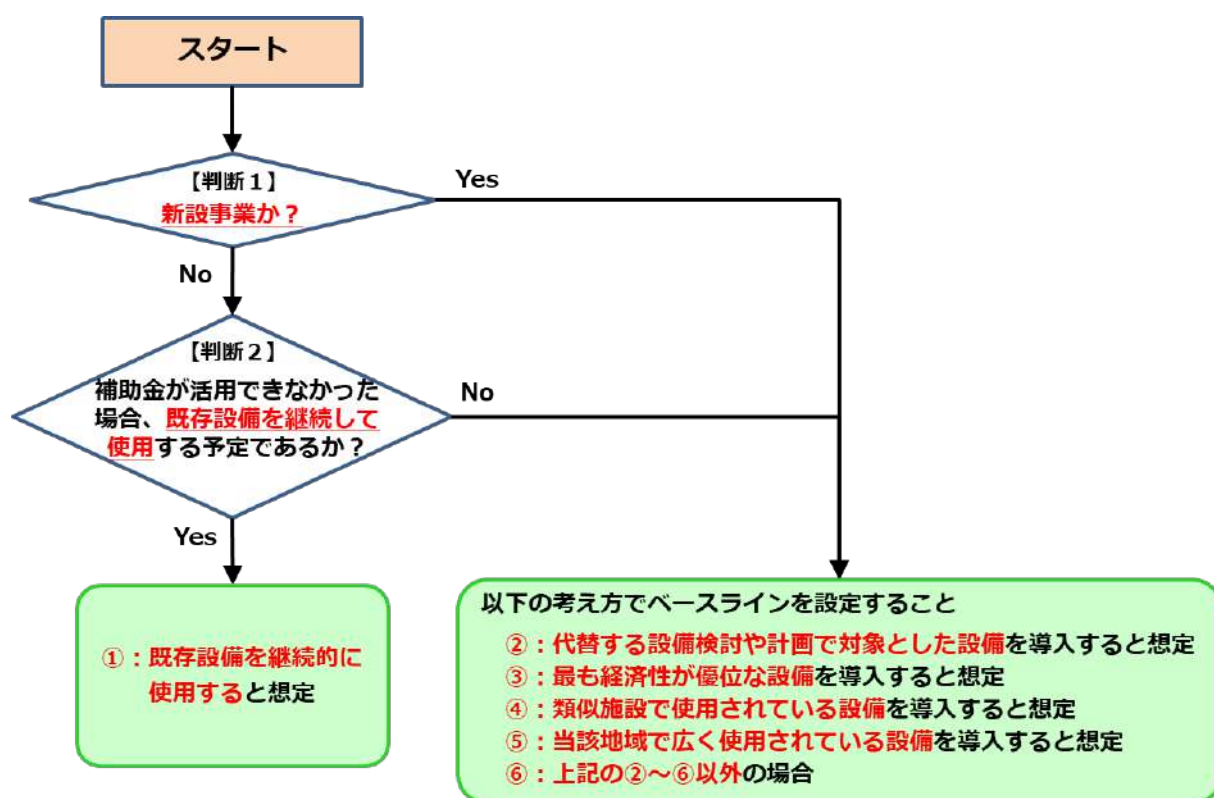 スタート
【判断１】
新設事業か？
Yes
No
【判断２】
補助金が活用できなかった
場合、既存設備を継続して
使用する予定であるか？
No
Yes
①：既存設備を継続的に
使用すると想定
以下の考え方でベースラインを設定すること
②：代替する設備検討や計画で対象とした設備を導入すると想定
③：最も経済性が優位な設備を導入すると想定
④：類似施設で使用されている設備を導入すると想定
⑤：当該地域で広く使用されている設備を導入すると想定
⑥：上記の②～⑥以外の場合